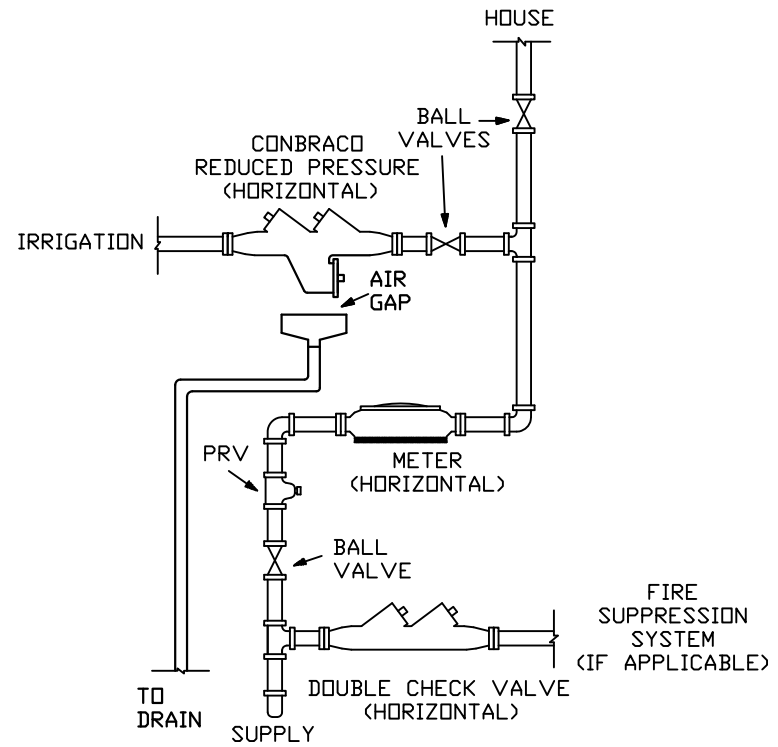 HOUSE
BALL
VALVES
CONBRACO
REDUCED PRESSURE
(HORIZONTAL)
IRRIGATION
AIR
GAP
PRV
METER
(HORIZONTAL)
BALL
VALVE
FIRE
SUPPRESSION
SYSTEM
(IF APPLICABLE)
DOUBLE CHECK VALVE
(HORIZONTAL)
TO
DRAIN
SUPPLY